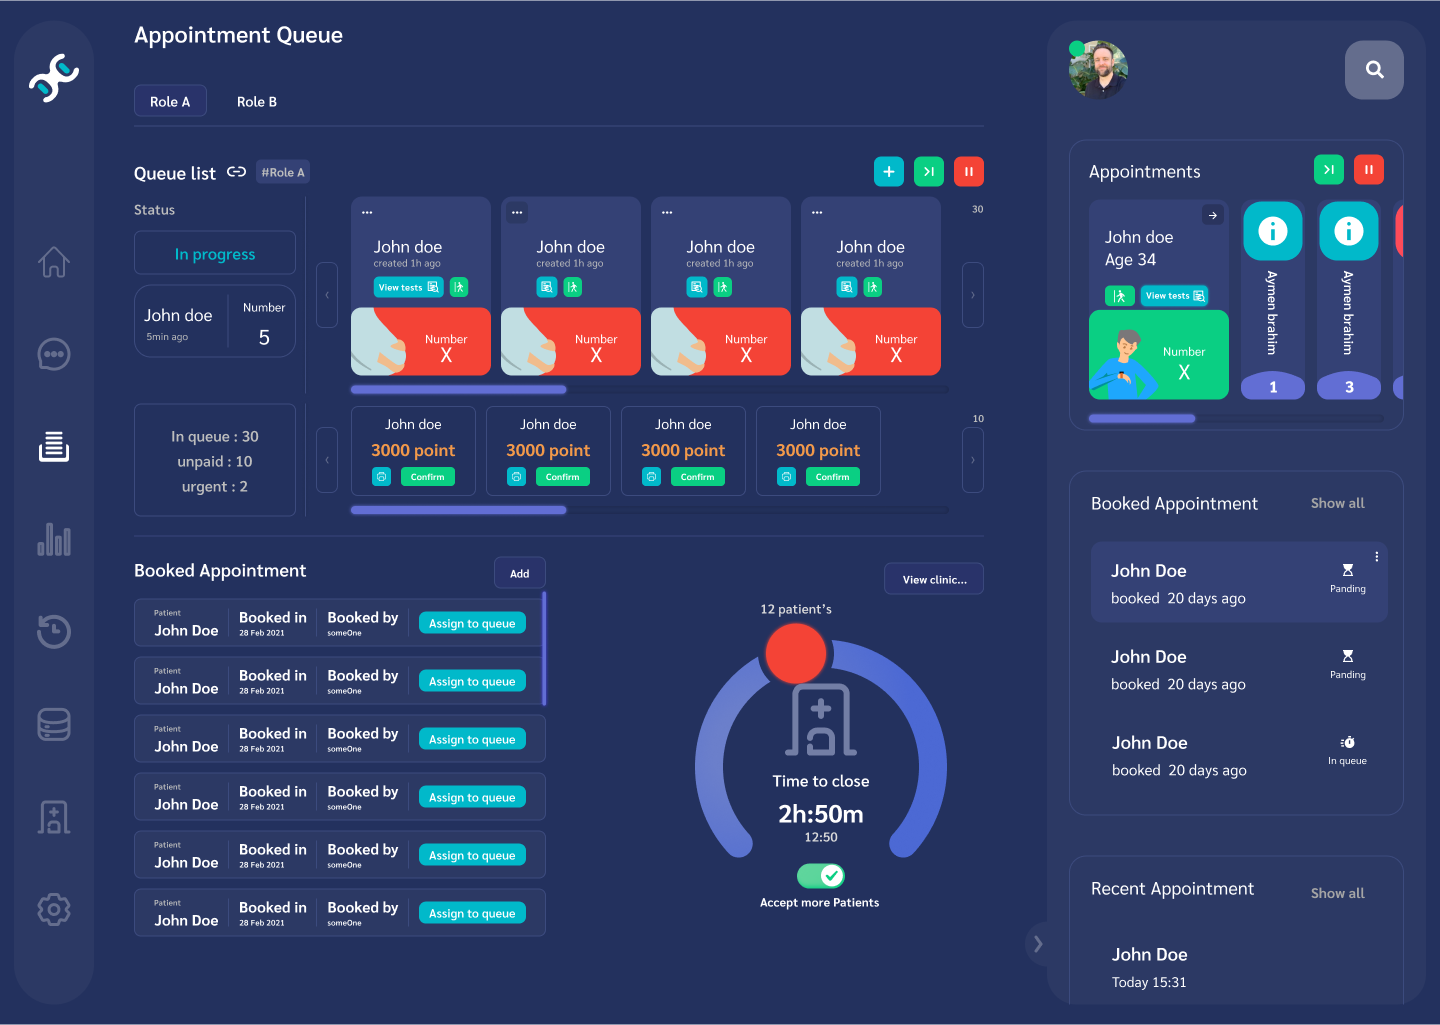 Appointment Queue
Role A
Role B
Queue list
#Role A
Status
In progress
John doe
5min ago
Number
5
30
John doe
created 1h ago
View tests
Number
X
John doe
created 1h ago
Number
X
John doe
created 1h ago
Number
X
John doe
created 1h ago
Number
X
In queue : 30
unpaid : 10
urgent : 2
10
John doe
3000 point
Confirm
John doe
3000 point
Confirm
John doe
3000 point
Confirm
John doe
3000 point
Confirm
Booked Appointment
Add
Patient
John Doe
Booked in
28 Feb 2021
Booked by
someOne
Assign to queue
Patient
John Doe
Booked in
28 Feb 2021
Booked by
someOne
Assign to queue
Patient
John Doe
Booked in
28 Feb 2021
Booked by
someOne
Assign to queue
Patient
John Doe
Booked in
28 Feb 2021
Booked by
someOne
Assign to queue
Patient
John Doe
Booked in
28 Feb 2021
Booked by
someOne
Assign to queue
Patient
John Doe
Booked in
28 Feb 2021
Booked by
someOne
Assign to queue
View clinic...
12 patient's
Time to close
2h:50m
12:50
Accept more Patients
Appointments
John doe
Age 34
View tests
Number
X
Aymen brahim
1
Aymen brahim
3
Booked Appointment
Show all
John Doe
booked 20 days ago
Panding
John Doe
booked 20 days ago
Panding
John Doe
booked 20 days ago
In queue
Recent Appointment
Show all
John Doe
Today 15:31